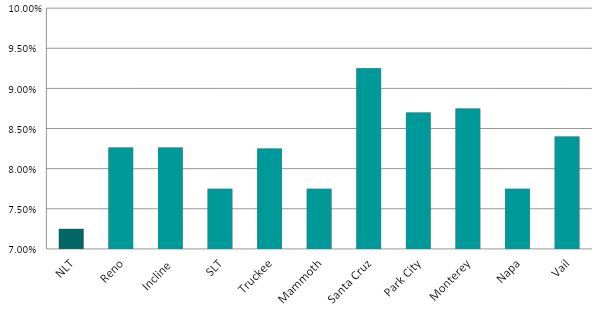 10.00%
9.50%
9.00%
8.50%
8.00%
7.50%
7.00%
NLT
Reno
Incline
SLT
Truckee
Mammoth
Santa Cruz
Park City
Monterey
Napa
Vail